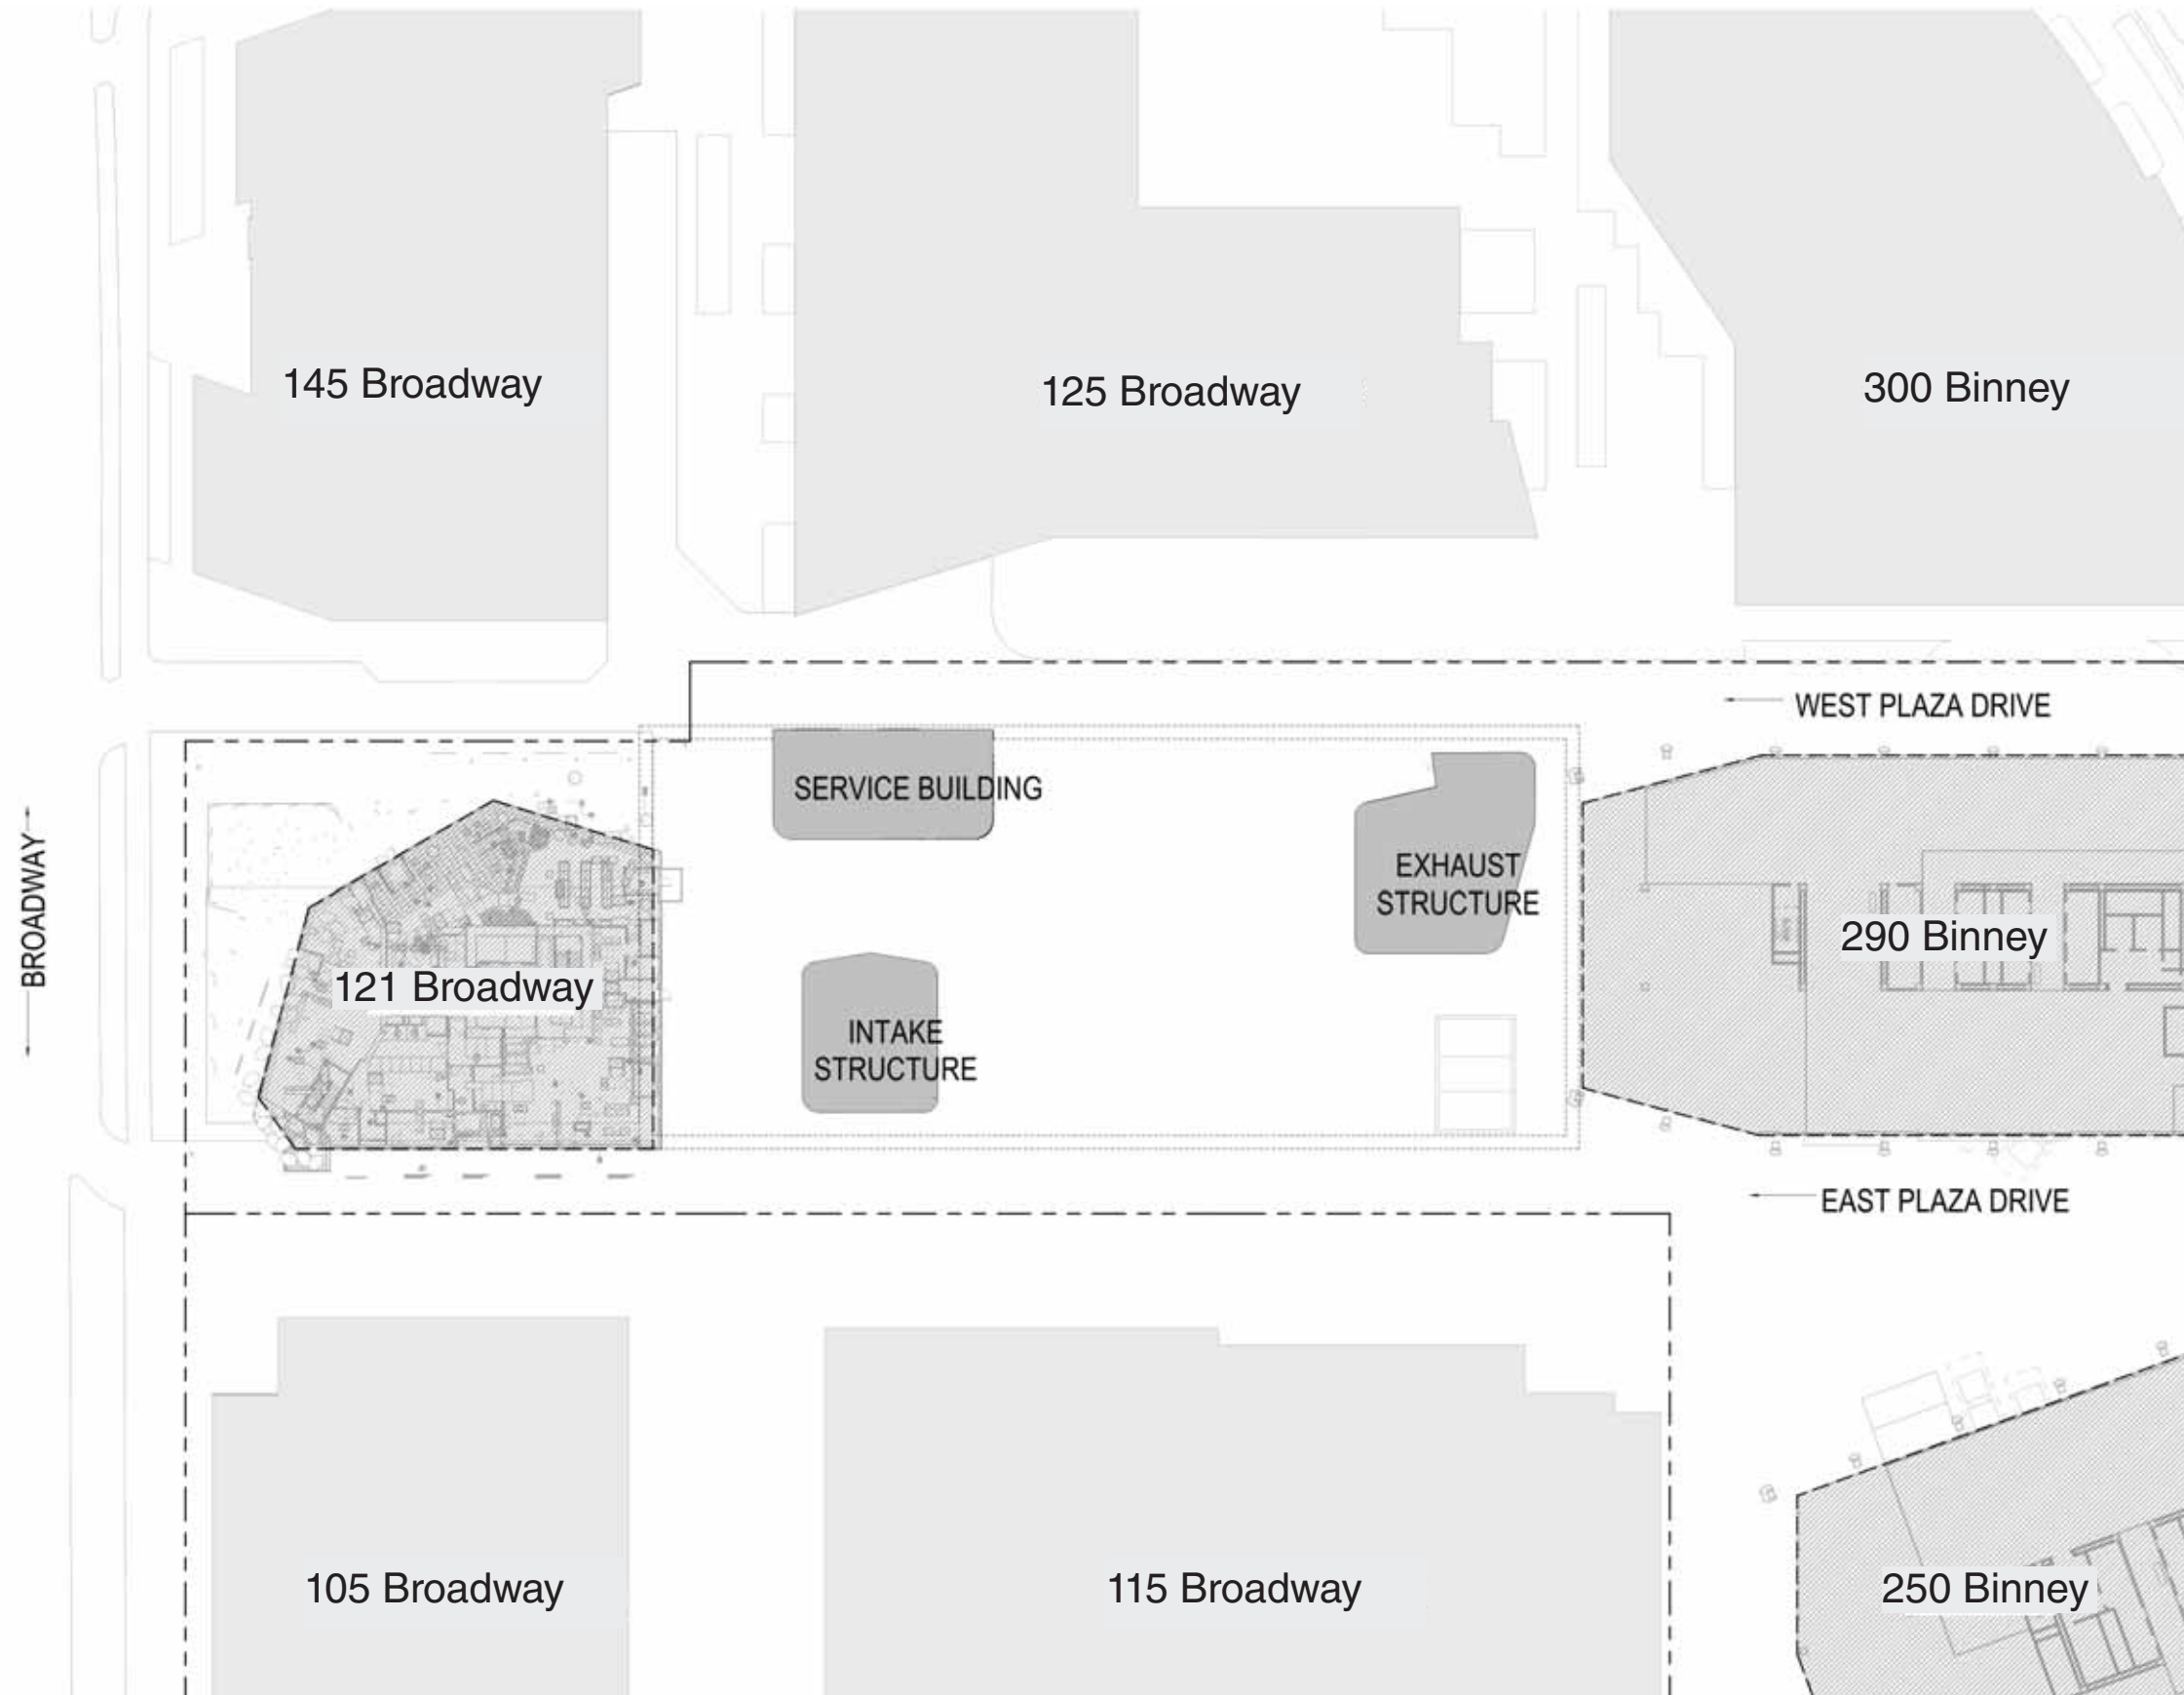 145 Broadway
125 Broadway
300 Binney
WEST PLAZA DRIVE
SERVICE BUILDING
EXHAUST
STRUCTURE
BROADWAY
121 Broadway
290 Binney
INTAKE
STRUCTURE
EAST PLAZA DRIVE
105 Broadway
115 Broadway
250 Binney